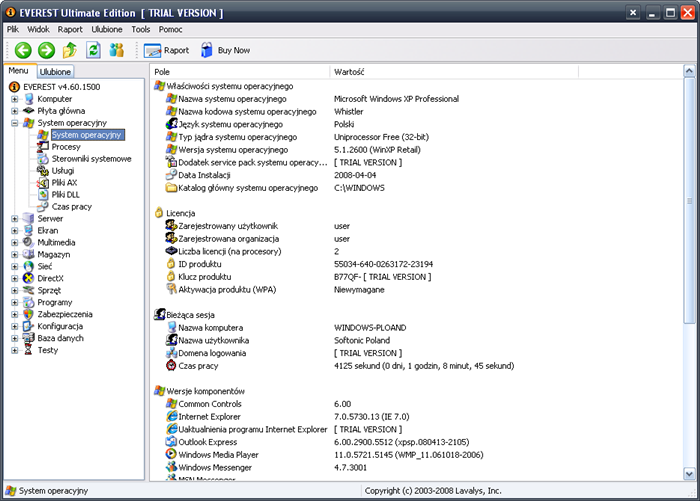 EVEREST Ultimate Edition [ TRIAL VERSION ]
Plik Widok Raport Ulubione Tools Pomoc
Raport Buy Now
Menu Ulubione
EVEREST v4.60.1500
Komputer
Płyta główna
System operacyjny
System operacyjny
Procesy
Sterowniki systemowe
Usługi
Pliki AX
Pliki DLL
Czas pracy
Serwer
Ekran
Multimedia
Magazyn
Sieć
DirectX
Sprzęt
Programy
Zabezpieczenia
Konfiguracja
Baza danych
Testy
Pole Wartość
Właściwości systemu operacyjnego
Nazwa systemu operacyjnego Microsoft Windows XP Professional
Nazwa kodowa systemu operacyjnego Whistler
Język systemu operacyjnego Polski
Typ jądra systemu operacyjnego Uniprocessor Free (32-bit)
Wersja systemu operacyjnego 5.1.2600 (WinXP Retail)
Dodatek service pack systemu operacy... [ TRIAL VERSION ]
Data Instalacji 2008-04-04
Katalog główny systemu operacyjnego C:\WINDOWS
Licencja
Zarejestrowany użytkownik user
Zarejestrowana organizacja user
Liczba licencji (na procesory) 2
ID produktu 55034-640-0263172-23194
Klucz produktu B77QF- [ TRIAL VERSION ]
Aktywacja produktu (WPA) Niewymagane
Bieżąca sesja
Nazwa komputera WINDOWS-PLOAND
Nazwa użytkownika Softonic Poland
Domena logowania [ TRIAL VERSION ]
Czas pracy 4125 sekund (0 dni, 1 godzin, 8 minut, 45 sekund)
Wersje komponentów
Common Controls 6.00
Internet Explorer 7.0.5730.13 (IE 7.0)
Uaktualnienia programu Internet Explorer [ TRIAL VERSION ]
Outlook Express 6.00.2900.5512 (xpsp.080413-2105)
Windows Media Player 11.0.5721.5145 (WMP_11.061018-2006)
Windows Messenger 4.7.3001
MSN Messenger
System operacyjny Copyright (c) 2003-2008 Lavalys, Inc.